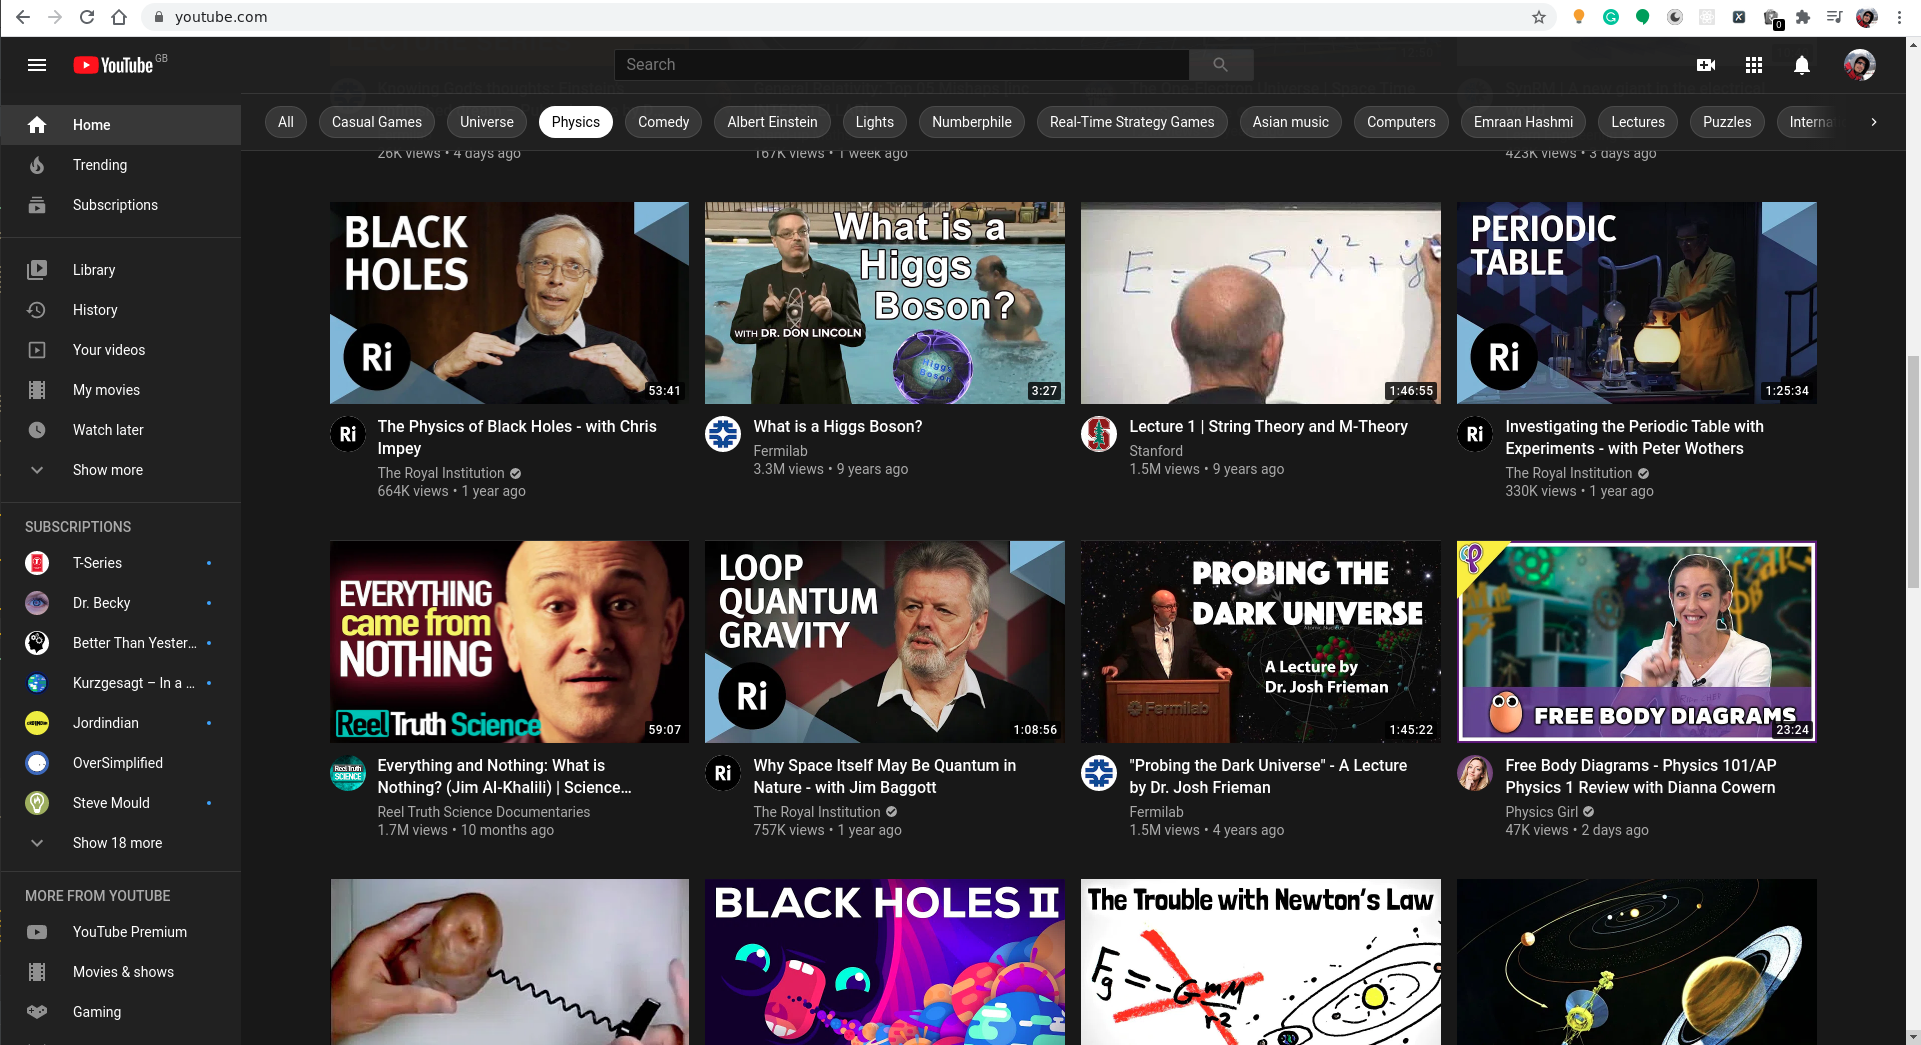 youtube.com
0
YouTube GB
Search
All Casual Games Universe Physics Comedy Albert Einstein Lights Numberphile Real-Time Strategy Games Asian music Computers Emraan Hashmi Lectures Puzzles Interna
Home
Trending
Subscriptions
Library
History
Your videos
My movies
Watch later
Show more
SUBSCRIPTIONS
T-Series
Dr. Becky
Better Than Yester...
Kurzgesagt – In a ...
Jordindian
OverSimplified
Steve Mould
Show 18 more
MORE FROM YOUTUBE
YouTube Premium
Movies & shows
Gaming
26K views • 4 days ago
167K views • 1 week ago
423K views • 3 days ago
BLACK
HOLES
Ri
53:41
Ri
The Physics of Black Holes - with Chris
Impey
The Royal Institution
664K views • 1 year ago
What is a
Higgs
Boson?
WITH DR. DON LINCOLN
Higgs
Boson
3:27
What is a Higgs Boson?
Fermilab
3.3M views • 9 years ago
1:46:55
Lecture 1 | String Theory and M-Theory
Stanford
1.5M views • 9 years ago
PERIODIC
TABLE
Ri
1:25:34
Ri
Investigating the Periodic Table with
Experiments - with Peter Wothers
The Royal Institution
330K views • 1 year ago
EVERYTHING
came from
NOTHING
Reel Truth Science
59:07
Reel Truth
SCIENCE
Everything and Nothing: What is
Nothing? (Jim Al-Khalili) | Science...
Reel Truth Science Documentaries
1.7M views • 10 months ago
LOOP
QUANTUM
GRAVITY
Ri
1:08:56
Ri
Why Space Itself May Be Quantum in
Nature - with Jim Baggott
The Royal Institution
757K views • 1 year ago
PROBING THE
DARK UNIVERSE
Atomic Nucleus
A Lecture by
Dr. Josh Frieman
Fermilab
1:45:22
"Probing the Dark Universe" - A Lecture
by Dr. Josh Frieman
Fermilab
1.5M views • 4 years ago
FREE BODY DIAGRAMS
23:24
Free Body Diagrams - Physics 101/AP
Physics 1 Review with Dianna Cowern
Physics Girl
47K views • 2 days ago
BLACK HOLES II
The Trouble with Newton's Law
Fg = -G mM
r2